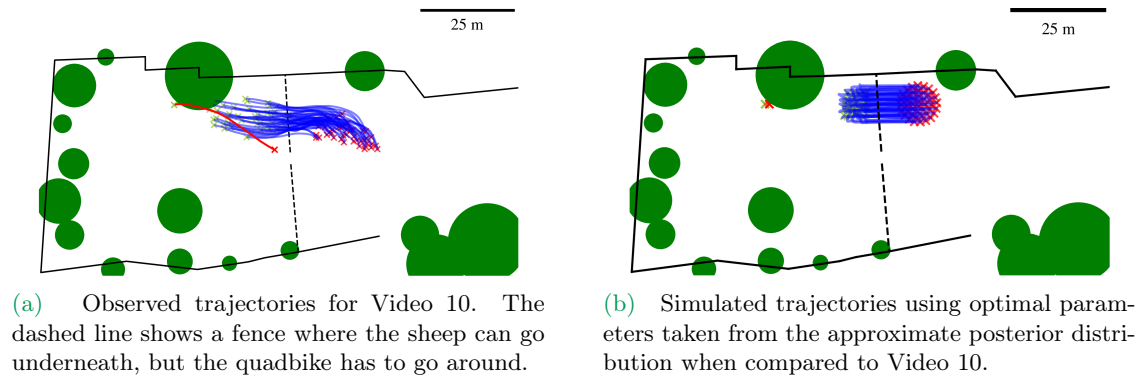 25 m
25 m
(a) Observed trajectories for Video 10. The
dashed line shows a fence where the sheep can go
underneath, but the quadbike has to go around.
(b) Simulated trajectories using optimal param-
eters taken from the approximate posterior distri-
bution when compared to Video 10.